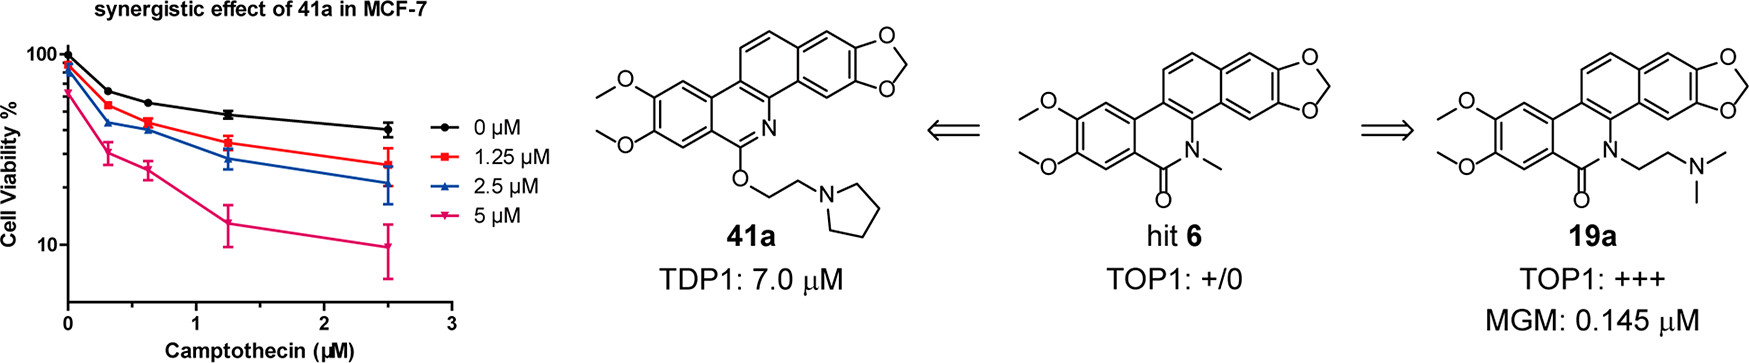 synergistic effect of 41a in MCF-7
100
10
Cell Viability %
0
1
2
3
Camptothecin (µM)
0 µM
1.25 µM
2.5 µM
5 µM
O
O
O
O
N
O
N
41a
TDP1: 7.0 µM
O
O
O
O
N
O
hit 6
TOP1: +/0
O
O
O
O
N
N
O
19a
TOP1: +++
MGM: 0.145 µM